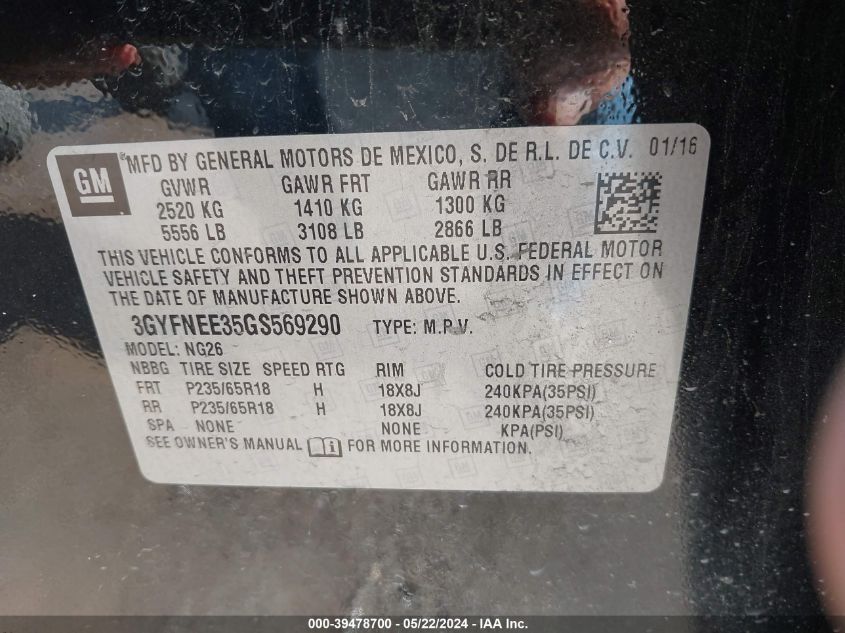 GM
®MFD BY GENERAL MOTORS DE MEXICO, S. DE R.L. DE C.V. 01/16
GVWR GAWR FRT GAWR RR
2520 KG 1410 KG 1300 KG
5556 LB 3108 LB 2866 LB
THIS VEHICLE CONFORMS TO ALL APPLICABLE U.S. FEDERAL MOTOR
VEHICLE SAFETY AND THEFT PREVENTION STANDARDS IN EFFECT ON
THE DATE OF MANUFACTURE SHOWN ABOVE.
3GYFNEE35GS569290 TYPE: M.P.V.
MODEL: NG26
NBBG TIRE SIZE SPEED RTG RIM COLD TIRE PRESSURE
FRT P235/65R18 H 18X8J 240KPA(35PSI)
RR P235/65R18 H 18X8J 240KPA(35PSI)
SPA NONE NONE KPA(PSI)
SEE OWNER'S MANUAL FOR MORE INFORMATION.
000-39478700 - 05/22/2024 - IAA Inc.